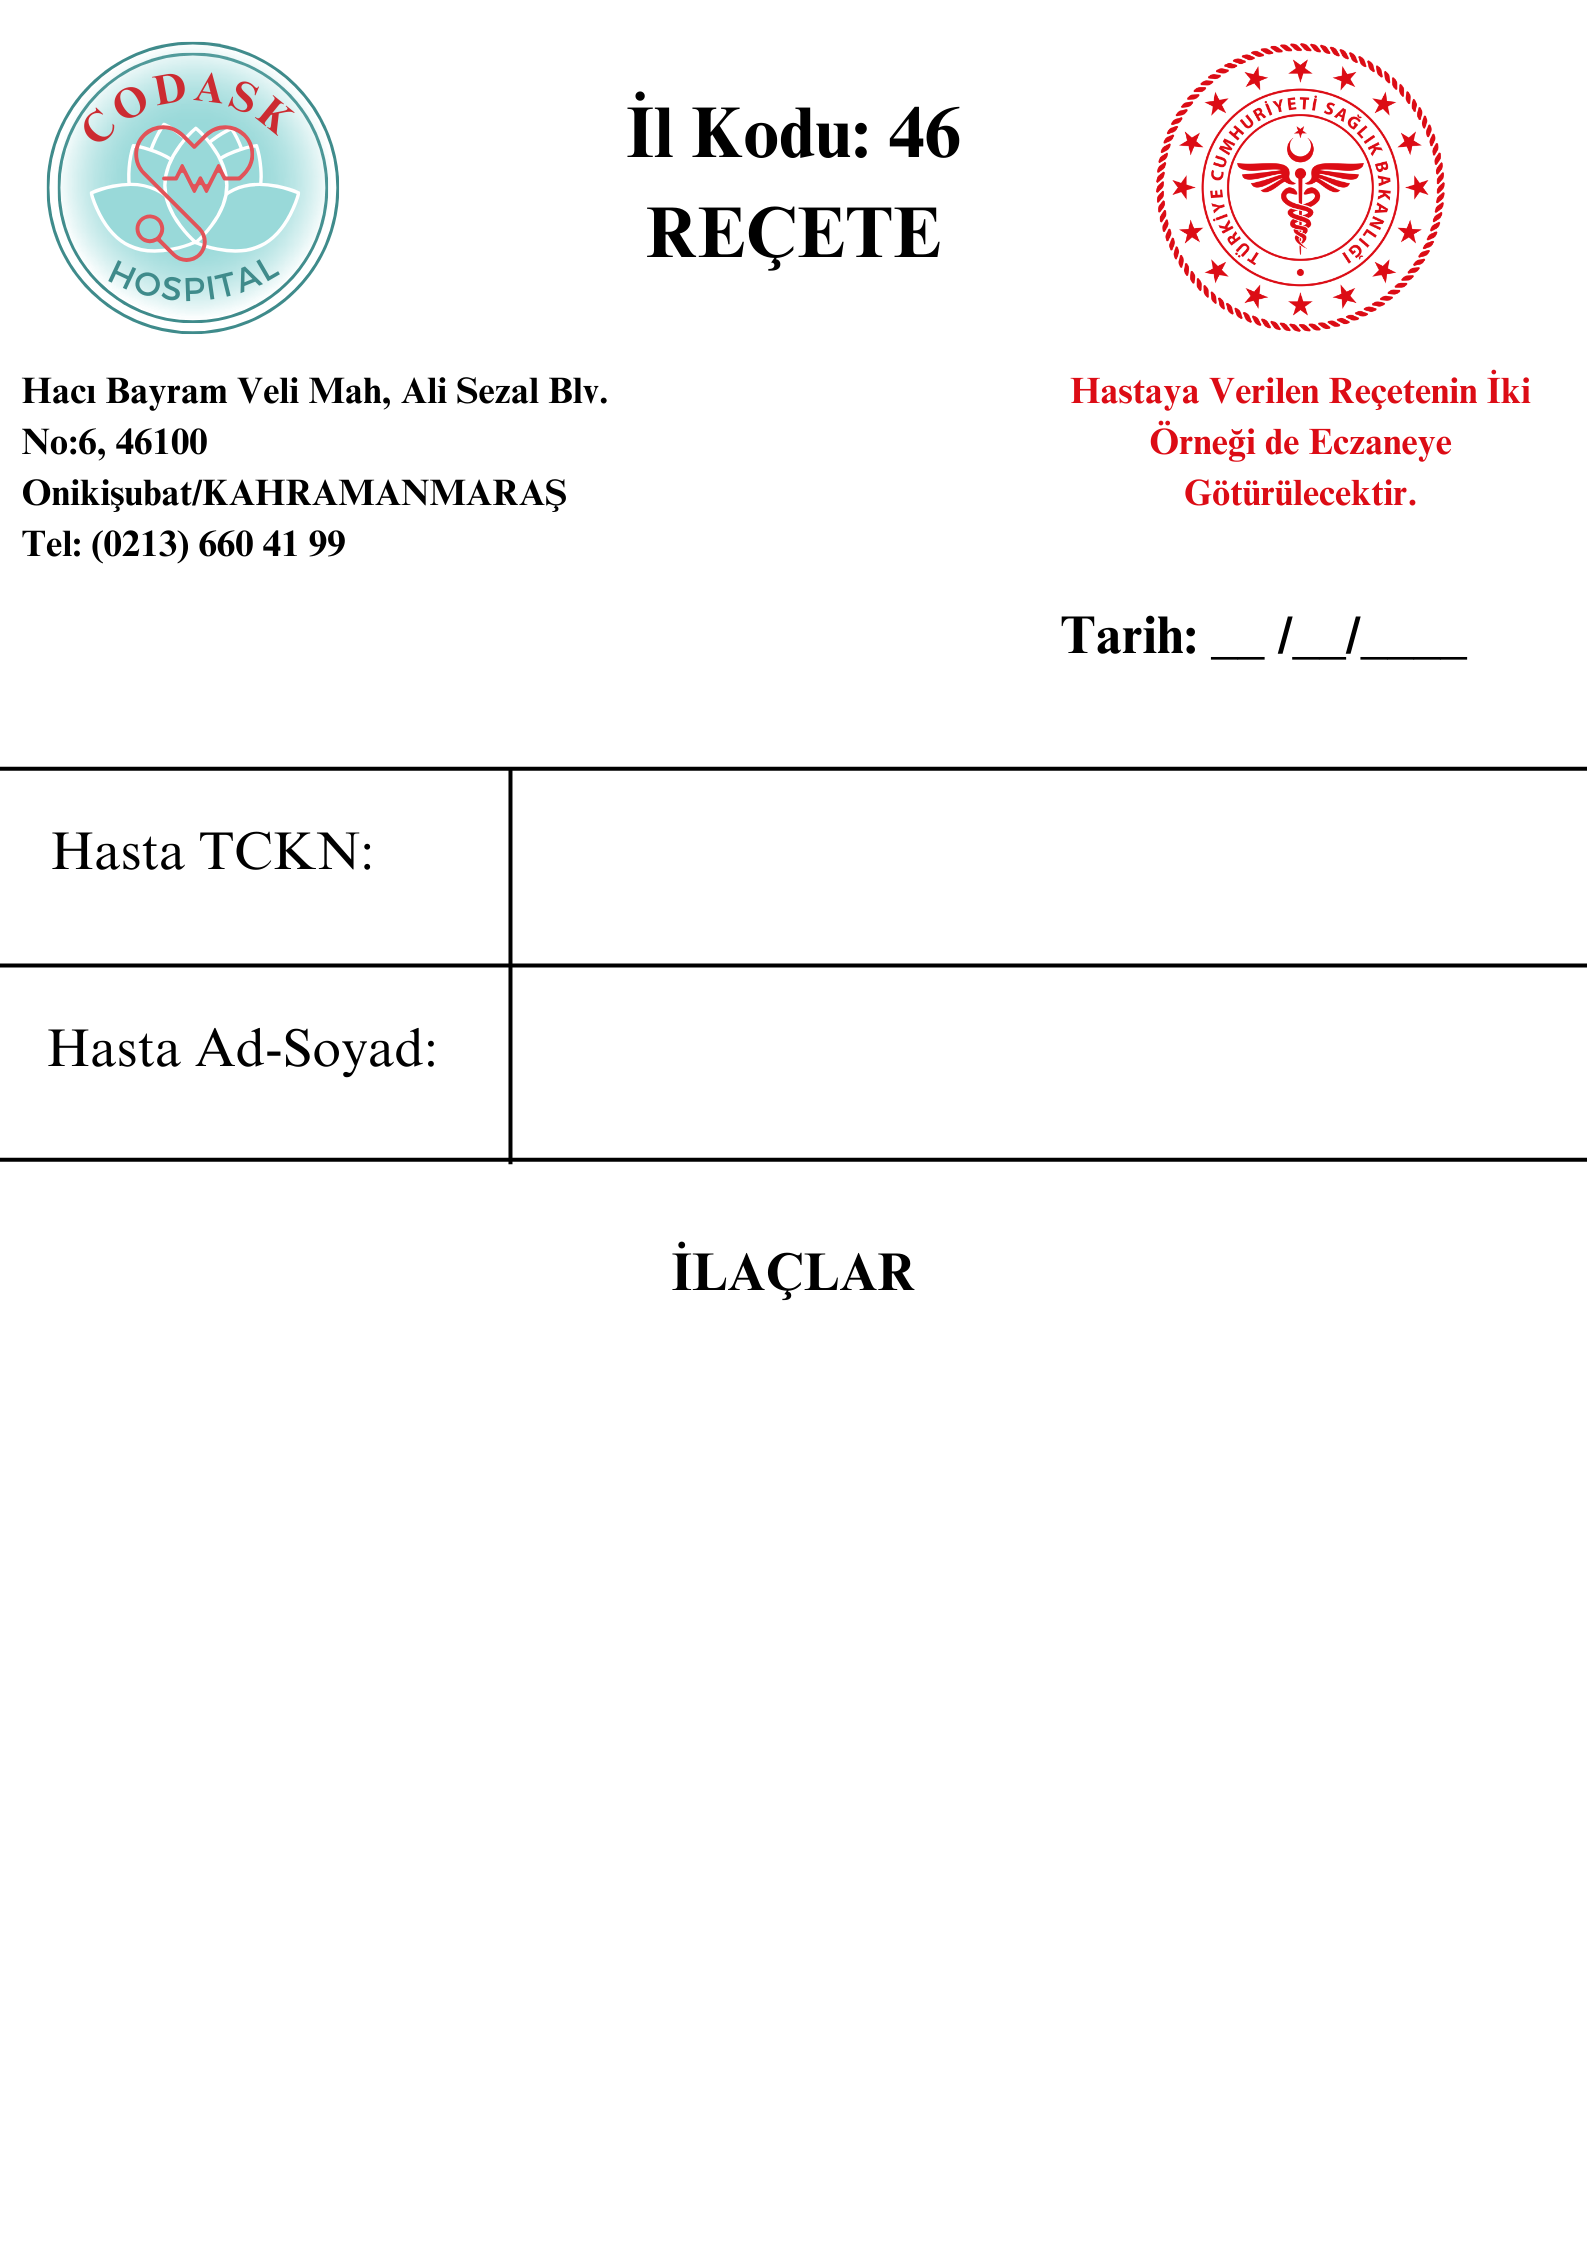 CODASK
HOSPITAL
İl Kodu: 46
REÇETE
TÜRKİYE CUMHURİYETİ SAĞLIK BAKANLIĞI
Hacı Bayram Veli Mah, Ali Sezal Blv.
No:6, 46100
Onikişubat/KAHRAMANMARAŞ
Tel: (0213) 660 41 99
Hastaya Verilen Reçetenin İki
Örneği de Eczaneye
Götürülecektir.
Tarih: __ /__/____
Hasta TCKN:
Hasta Ad-Soyad:
İLAÇLAR